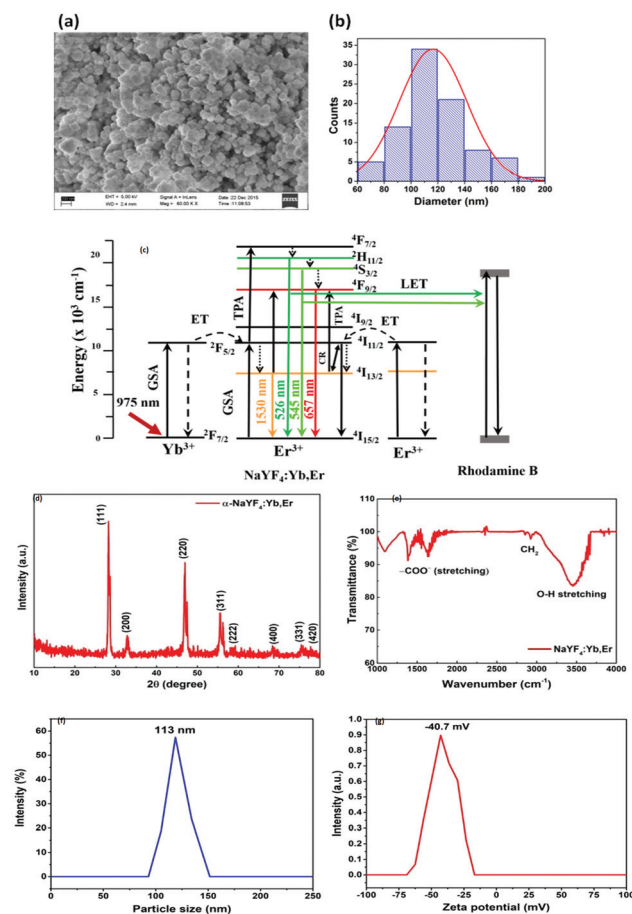 (a)
(b)
EHT = 5.00 kV
Signal A = InLens
Date: 22 Dec 2015
WD = 2.4 mm
Mag = 60.00 K X
Time: 11:08:53
ZEISS
Counts
35
30
25
20
15
10
5
0
60 80 100 120 140 160 180 200
Diameter (nm)
(c)
Energy (x 10³ cm⁻¹)
20
15
10
5
0
⁴F₇/₂
²H₁₁/₂
⁴S₃/₂
⁴F₉/₂
⁴I₉/₂
⁴I₁₁/₂
⁴I₁₃/₂
⁴I₁₅/₂
LET
TPA
TPA
ET
ET
²F₅/₂
²F₇/₂
CR
GSA
GSA
975 nm
1530 nm
526 nm
545 nm
657 nm
Yb³⁺
Er³⁺
Er³⁺
NaYF₄:Yb,Er
Rhodamine B
(d)
α-NaYF₄:Yb,Er
(111)
(200)
(220)
(311)
(222)
(400)
(331)
(420)
Intensity (a.u.)
10 20 30 40 50 60 70 80
2θ (degree)
(e)
Transmittance (%)
110
100
90
80
70
60
–COO⁻ (stretching)
CH₂
O-H stretching
NaYF₄:Yb,Er
1000 1500 2000 2500 3000 3500 4000
Wavenumber (cm⁻¹
(f)
113 nm
Intensity (%)
60
50
40
30
20
10
0
0 50 100 150 200 250
Particle size (nm)
(g)
-40.7 mV
Intensity (a.u.)
1.0
0.9
0.8
0.7
0.6
0.5
0.4
0.3
0.2
0.1
0.0
-100 -75 -50 -25 0 25 50 75 100
Zeta potential (mV)